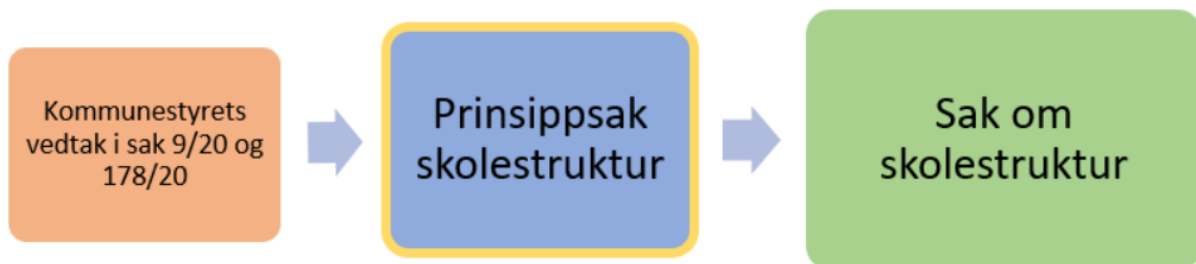 Kommunestyrets
vedtak i sak 9/20 og
178/20
Prinsippsak
skolestruktur
Sak om
skolestruktur